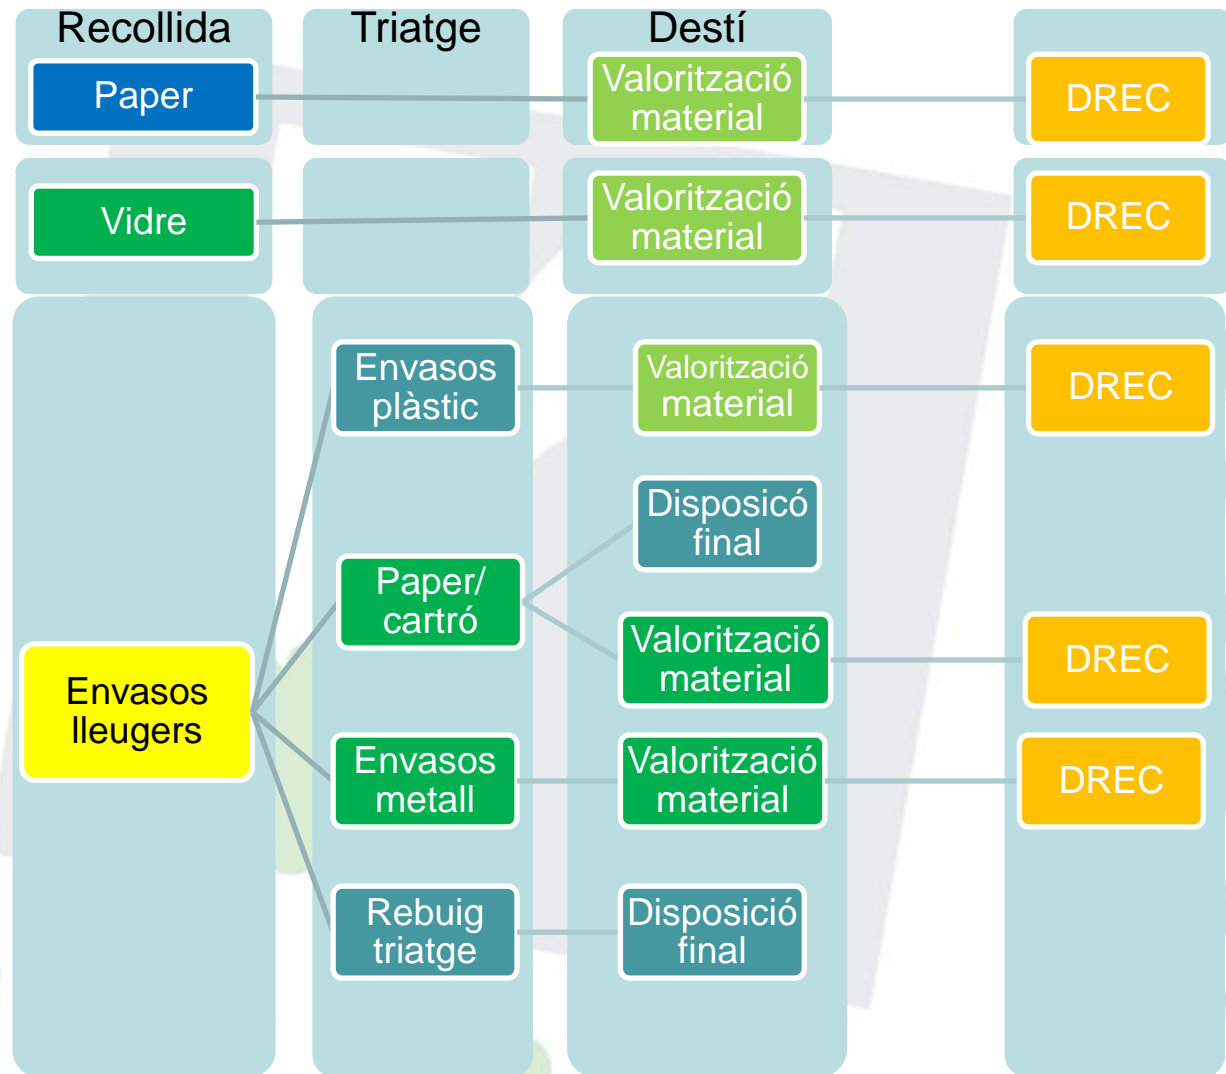 Recollida
Triatge
Destí
Paper
Valorització
material
DREC
Vidre
Valorització
material
DREC
Envasos
plàstic
Valorització
material
DREC
Disposicó
final
Paper/
cartró
Valorització
material
DREC
Envasos
lleugers
Envasos
metall
Valorització
material
DREC
Rebuig
triatge
Disposició
final